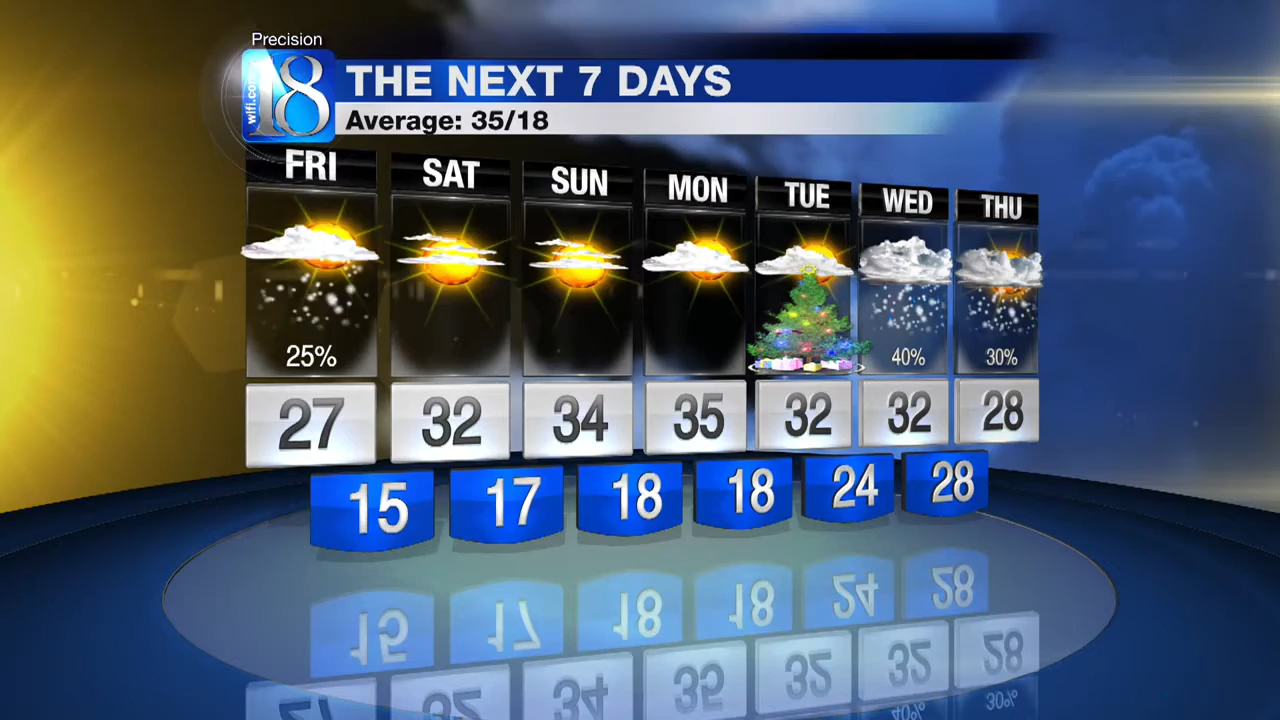 Precision
wlfi.com
18
THE NEXT 7 DAYS
Average: 35/18
FRI SAT SUN MON TUE WED THU
25% 40% 30%
27 32 34 35 32 32 28
15 17 18 18 24 28